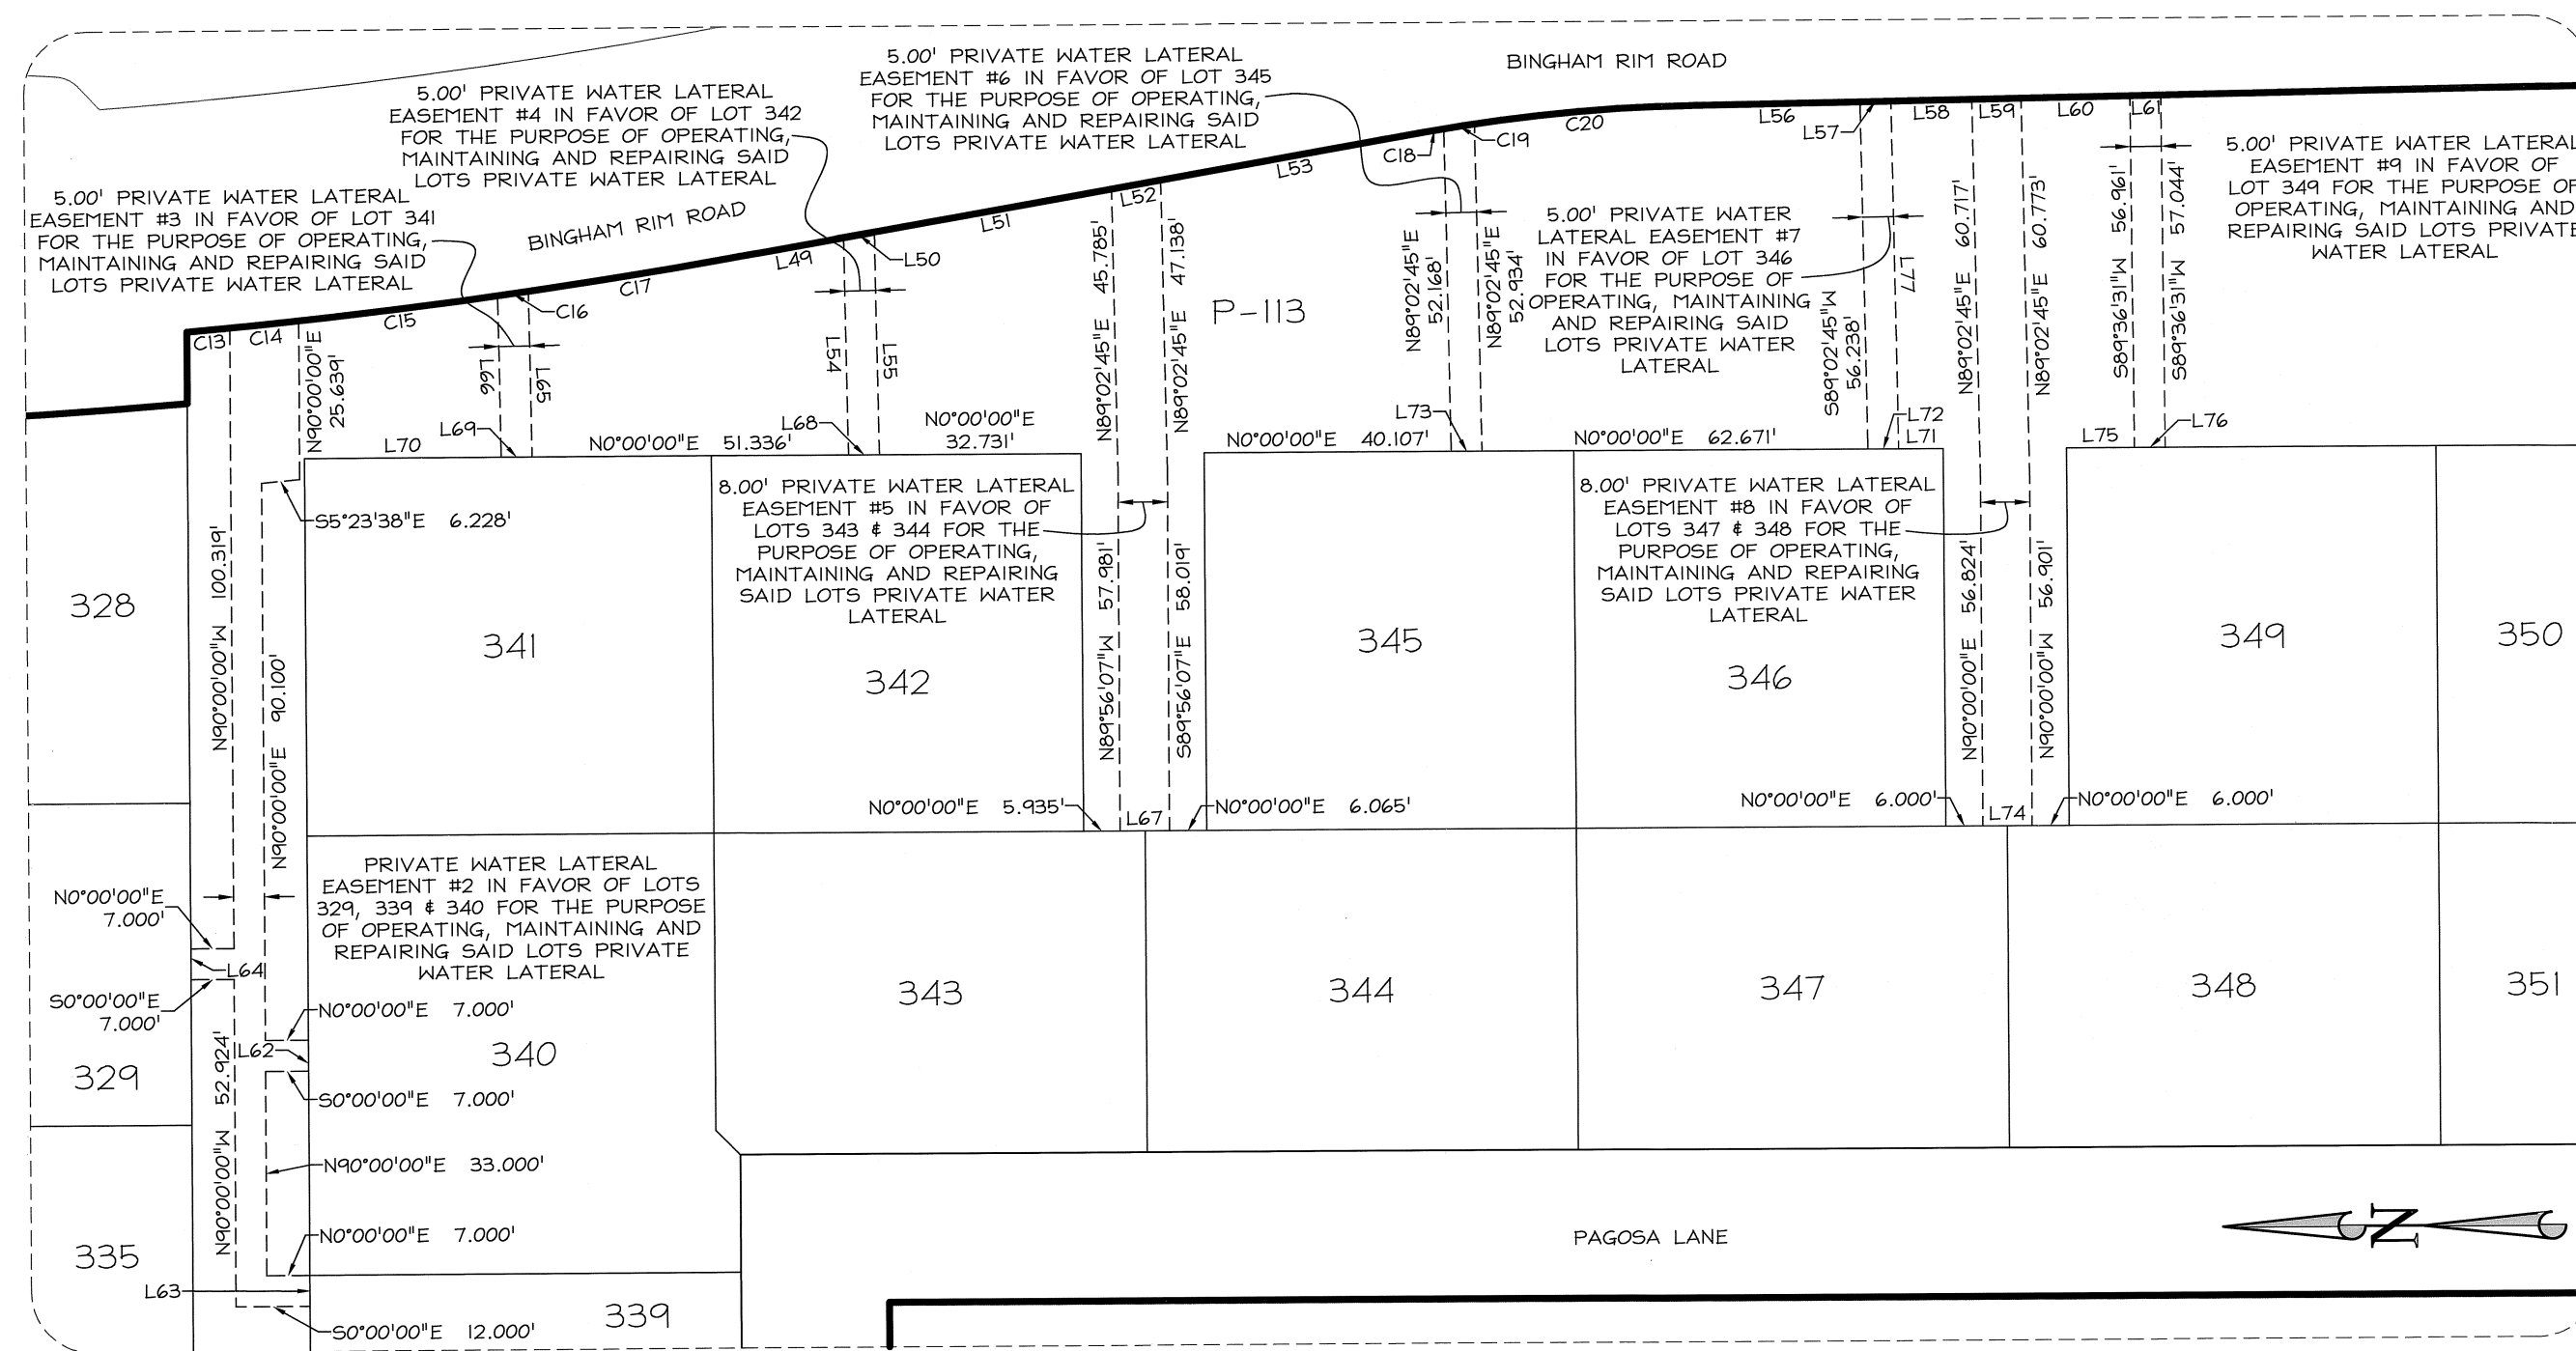 BINGHAM RIM ROAD
5.00' PRIVATE WATER LATERAL
EASEMENT #6 IN FAVOR OF LOT 345
FOR THE PURPOSE OF OPERATING,
MAINTAINING AND REPAIRING SAID
LOTS PRIVATE WATER LATERAL
5.00' PRIVATE WATER LATERAL
EASEMENT #4 IN FAVOR OF LOT 342
FOR THE PURPOSE OF OPERATING,
MAINTAINING AND REPAIRING SAID
LOTS PRIVATE WATER LATERAL
5.00' PRIVATE WATER LATERAL
EASEMENT #3 IN FAVOR OF LOT 341
FOR THE PURPOSE OF OPERATING,
MAINTAINING AND REPAIRING SAID
LOTS PRIVATE WATER LATERAL
BINGHAM RIM ROAD
5.00' PRIVATE WATER
LATERAL EASEMENT #7
IN FAVOR OF LOT 346
FOR THE PURPOSE OF
OPERATING, MAINTAINING
AND REPAIRING SAID
LOTS PRIVATE WATER
LATERAL
5.00' PRIVATE WATER LATERAL
EASEMENT #9 IN FAVOR OF
LOT 349 FOR THE PURPOSE OF
OPERATING, MAINTAINING AND
REPAIRING SAID LOTS PRIVATE
WATER LATERAL
C13
C14
C15
C16
C17
L49
L50
L51
L52
L53
C18
C19
C20
L56
L57
L58
L59
L60
L61
N90°00'00"E
25.639'
L66
L65
L54
L55
N89°02'45"E 45.785'
N89°02'45"E 47.138'
P-113
N89°02'45"E
52.168'
N89°02'45"E
52.934'
S89°02'45"W
56.238'
L77
N89°02'45"E 60.717'
N89°02'45"E 60.773'
S89°36'31"W 56.961'
S89°36'31"W 57.044'
L70
L69
N0°00'00"E 51.336'
L68
N0°00'00"E
32.731'
N0°00'00"E 40.107'
L73
N0°00'00"E 62.671'
L72
L71
L75
L76
S5°23'38"E 6.228'
N90°00'00"W 100.319'
N90°00'00"E 90.100'
328
341
8.00' PRIVATE WATER LATERAL
EASEMENT #5 IN FAVOR OF
LOTS 343 & 344 FOR THE
PURPOSE OF OPERATING,
MAINTAINING AND REPAIRING
SAID LOTS PRIVATE WATER
LATERAL
342
N89°56'07"W 57.981'
S89°56'07"E 58.019'
345
8.00' PRIVATE WATER LATERAL
EASEMENT #8 IN FAVOR OF
LOTS 347 & 348 FOR THE
PURPOSE OF OPERATING,
MAINTAINING AND REPAIRING
SAID LOTS PRIVATE WATER
LATERAL
346
N90°00'00"E 56.824'
N90°00'00"W 56.901'
349
350
N0°00'00"E 5.935'
L67
N0°00'00"E 6.065'
N0°00'00"E 6.000'
L74
N0°00'00"E 6.000'
PRIVATE WATER LATERAL
EASEMENT #2 IN FAVOR OF LOTS
329, 339 & 340 FOR THE PURPOSE
OF OPERATING, MAINTAINING AND
REPAIRING SAID LOTS PRIVATE
WATER LATERAL
N0°00'00"E
7.000'
L64
S0°00'00"E
7.000'
N0°00'00"E 7.000'
L62
340
329
S0°00'00"E 7.000'
N90°00'00"W 52.924'
N90°00'00"E 33.000'
N0°00'00"E 7.000'
335
L63
S0°00'00"E 12.000'
339
343
344
347
348
351
PAGOSA LANE
N